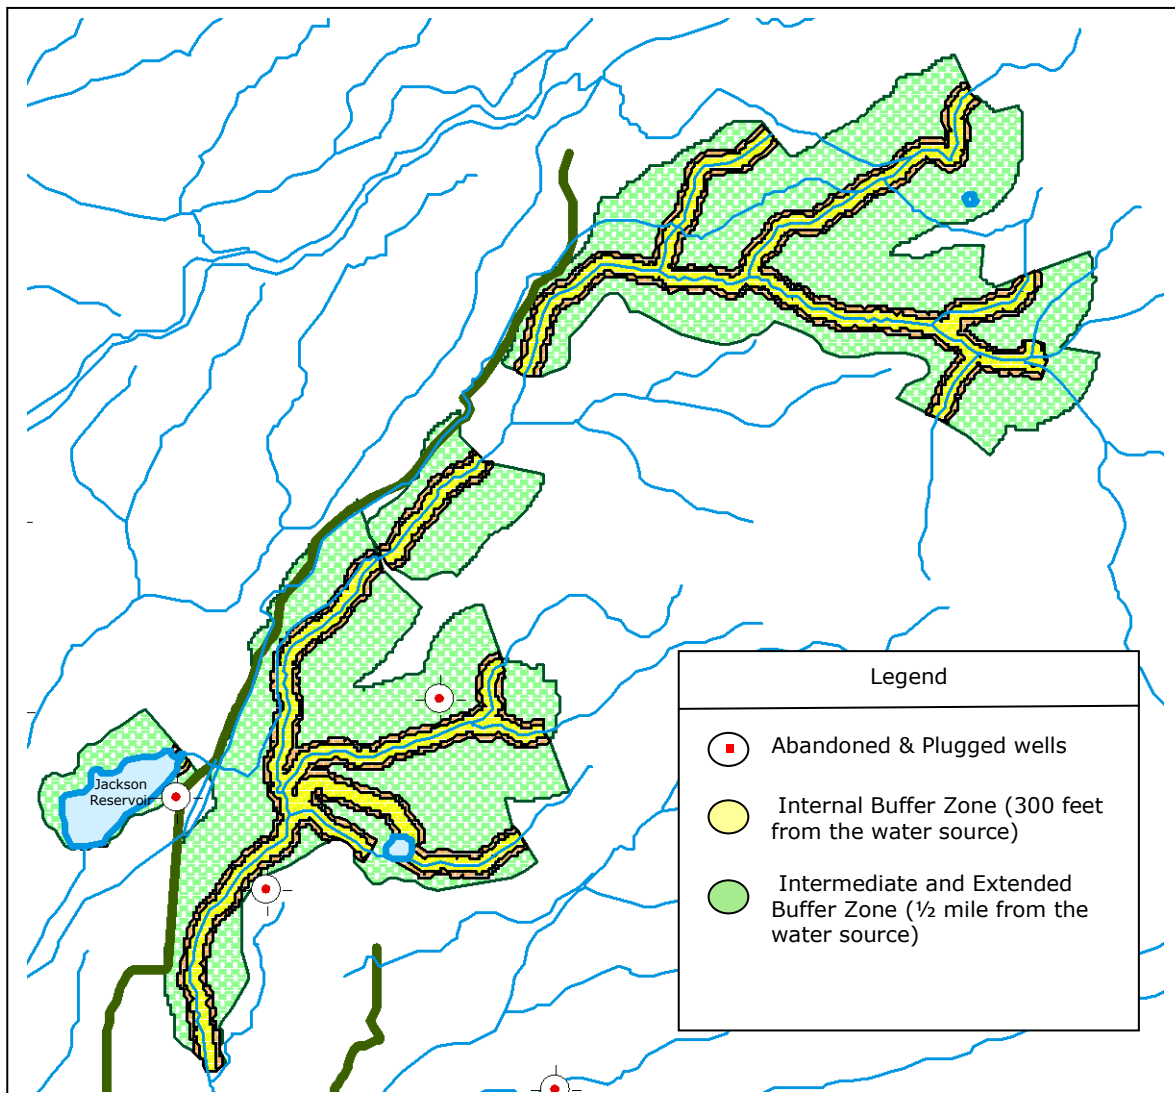 Jackson
Reservoir
Legend
Abandoned & Plugged wells
Internal Buffer Zone (300 feet
from the water source)
Intermediate and Extended
Buffer Zone (½ mile from the
water source)